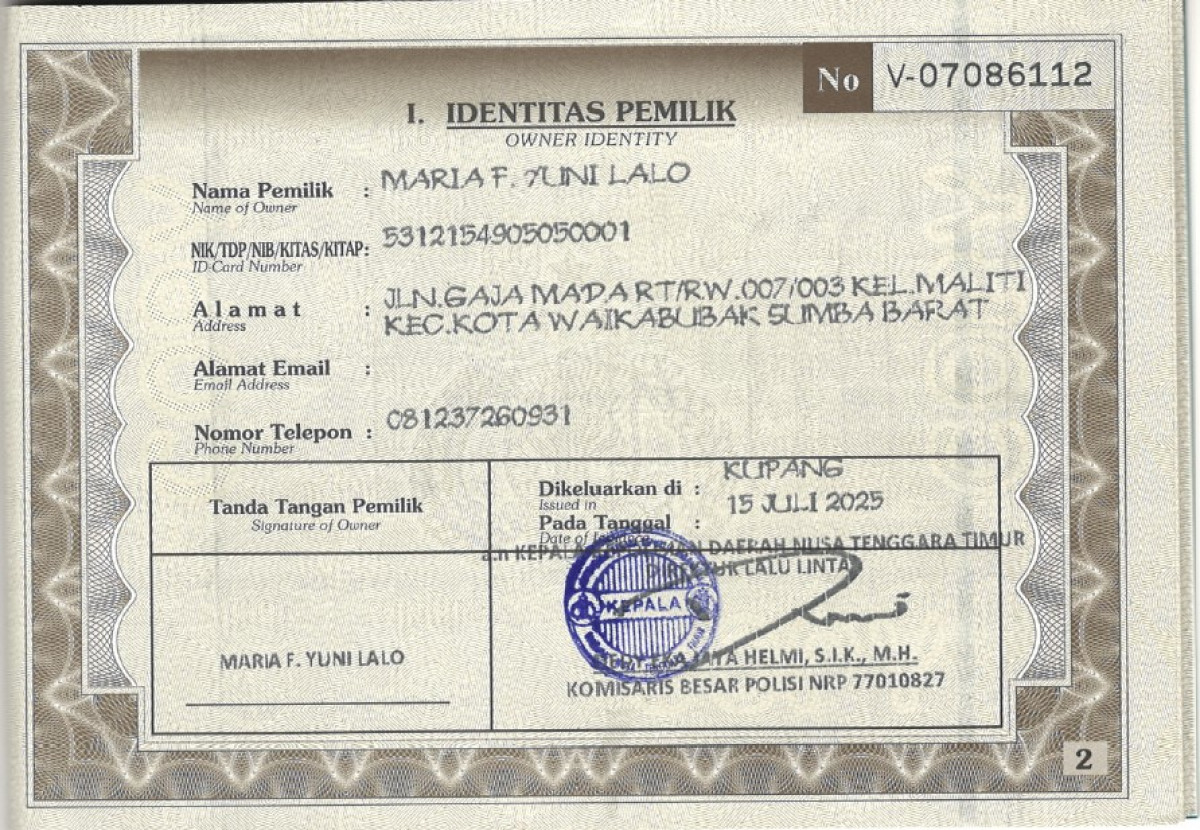 No V-07086112
I. IDENTITAS PEMILIK
OWNER IDENTITY
Nama Pemilik : MARIA F. YUNI LALO
Name of Owner
NIK/TDP/NIB/KITAS/KITAP: 5312154905050001
ID Card Number
Alamat : JLN.GAJA MADA RT/RW.007/003 KEL.MALITI
Address KEC.KOTA WAIKABUBAK SUMBA BARAT
Alamat Email :
Email Address
Nomor Telepon : 081237260931
Phone Number
Tanda Tangan Pemilik
Signature of Owner
Dikeluarkan di : KUPANG
Issued in
Pada Tanggal : 15 JULI 2025
Date of
a.n KEPALA DAERAH NUSA TENGGARA TIMUR
DIREKTUR LALU LINTAS
KEPALA
JAYA HELMI, S.I.K., M.H.
KOMISARIS BESAR POLISI NRP 77010827
MARIA F. YUNI LALO
2